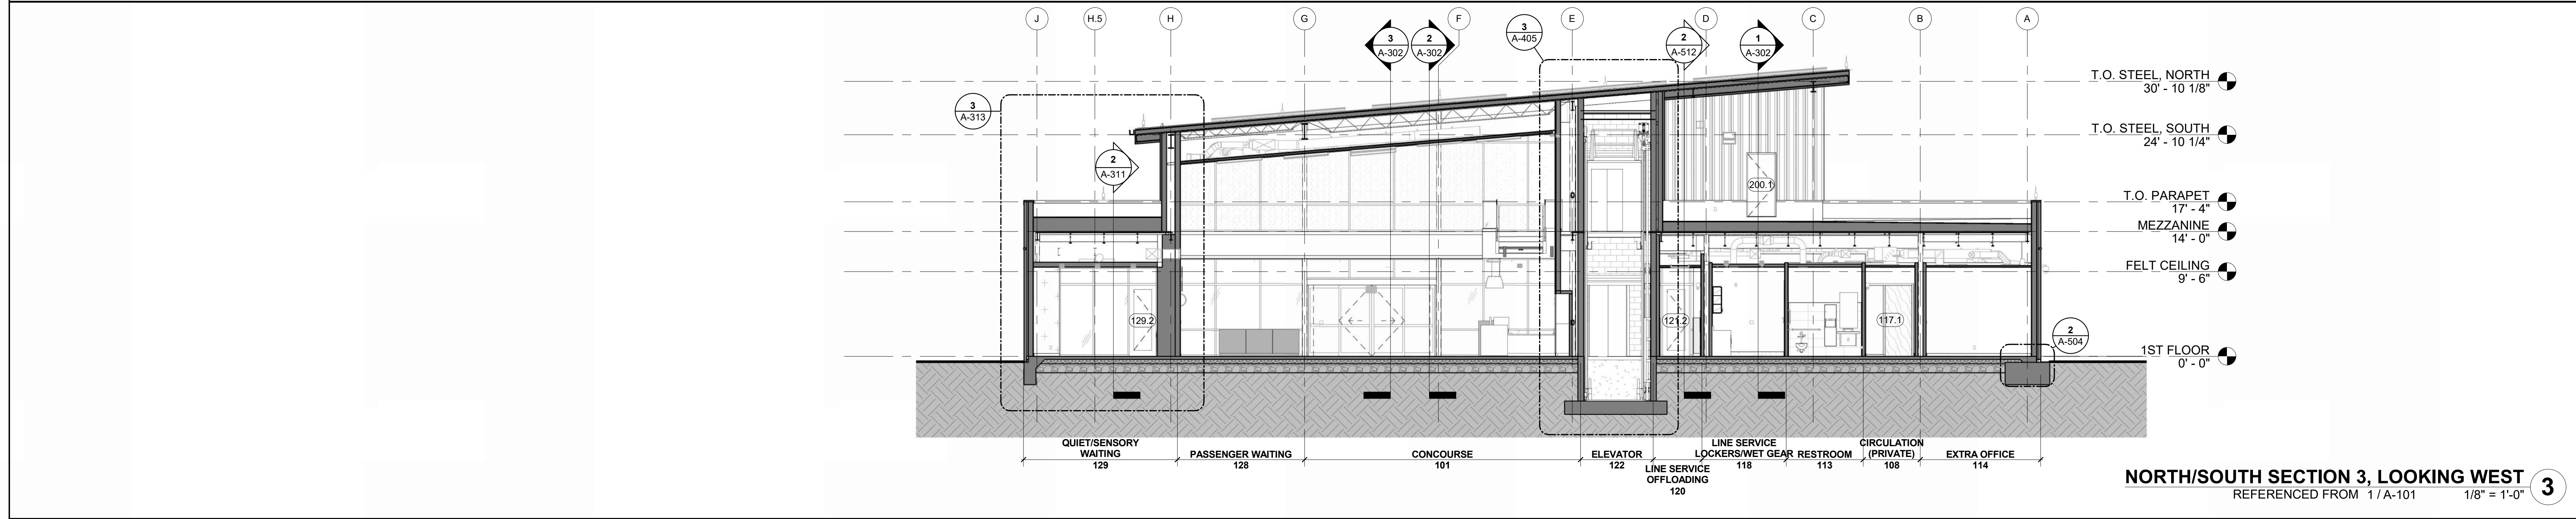 J
H.5
H
G
F
E
D
C
B
A
3
A-302
2
A-302
3
A-405
2
A-512
1
A-302
3
A-313
2
A-311
T.O. STEEL, NORTH
30' - 10 1/8"
T.O. STEEL, SOUTH
24' - 10 1/4"
200.1
T.O. PARAPET
17' - 4"
MEZZANINE
14' - 0"
FELT CEILING
9' - 6"
129.2
121.2
117.1
2
A-504
1ST FLOOR
0' - 0"
QUIET/SENSORY
WAITING
129
PASSENGER WAITING
128
CONCOURSE
101
ELEVATOR
122
LINE SERVICE
OFFLOADING
120
LINE SERVICE
LOCKERS/WET GEAR
118
RESTROOM
113
CIRCULATION
(PRIVATE)
108
EXTRA OFFICE
114
NORTH/SOUTH SECTION 3, LOOKING WEST
REFERENCED FROM 1 / A-101 1/8" = 1'-0"
3